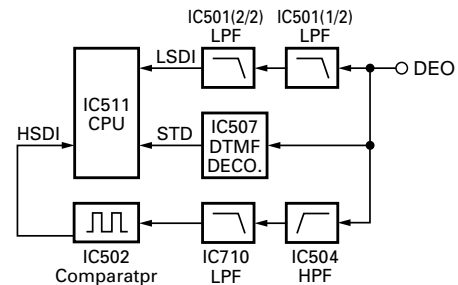 IC501(2/2) IC501(1/2)
LPF LPF
LSDI
DEO
IC511
CPU
HSDI
STD
IC507
DTMF
DECO.
IC502
Comparatpr
IC710
LPF
IC504
HPF